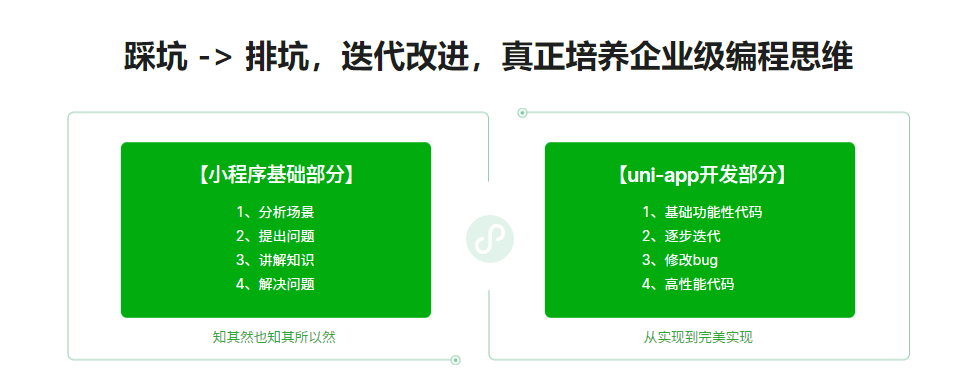 踩坑 -> 排坑，迭代改进，真正培养企业级编程思维
【小程序基础部分】
1、分析场景
2、提出问题
3、讲解知识
4、解决问题
知其然也知其所以然
【uni-app开发部分】
1、基础功能性代码
2、逐步迭代
3、修改bug
4、高性能代码
从实现到完美实现